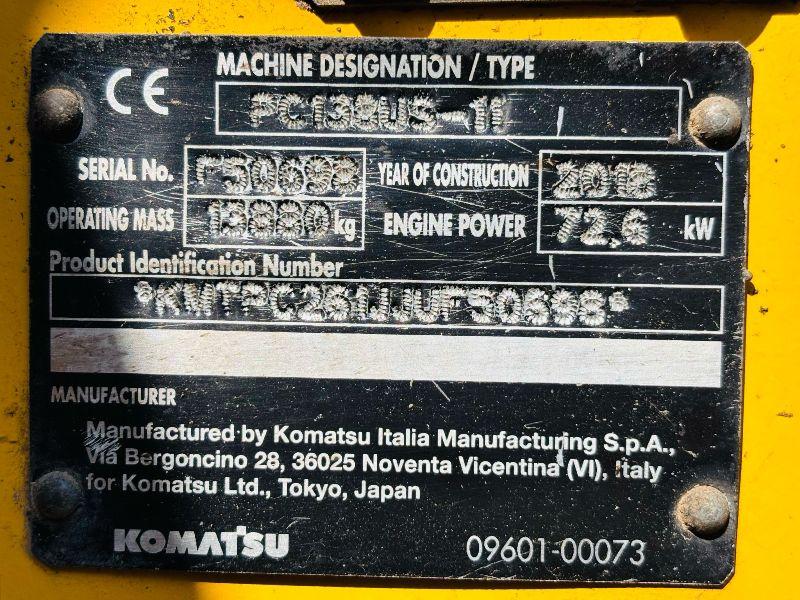 CE
MACHINE DESIGNATION / TYPE
PC138US-11
SERIAL No.
YEAR OF CONSTRUCTION 2018
OPERATING MASS kg
ENGINE POWER 72.6 kW
Product Identification Number
MANUFACTURER
Manufactured by Komatsu Italia Manufacturing S.p.A.,
Via Bergoncino 28, 36025 Noventa Vicentina (VI), Italy
for Komatsu Ltd., Tokyo, Japan
KOMATSU
09601-00073